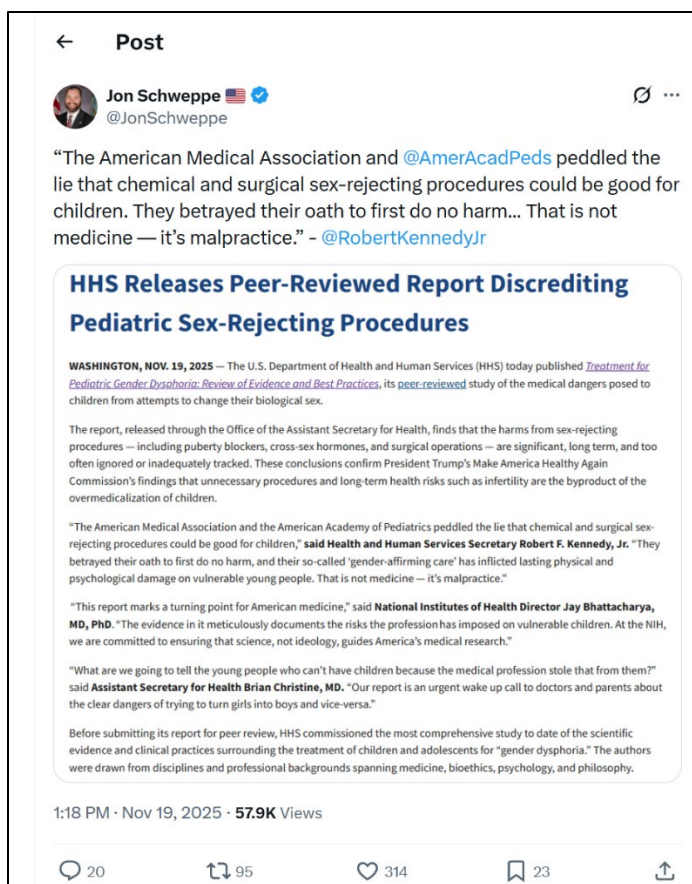 ← Post
Jon Schweppe 🇺🇸
@JonSchweppe
“The American Medical Association and @AmerAcadPeds peddled the
lie that chemical and surgical sex-rejecting procedures could be good for
children. They betrayed their oath to first do no harm… That is not
medicine — it’s malpractice.” - @RobertKennedyJr
HHS Releases Peer-Reviewed Report Discrediting
Pediatric Sex-Rejecting Procedures
WASHINGTON, NOV. 19, 2025 — The U.S. Department of Health and Human Services (HHS) today published Treatment for
Pediatric Gender Dysphoria: Review of Evidence and Best Practices, its peer-reviewed study of the medical dangers posed to
children from attempts to change their biological sex.
The report, released through the Office of the Assistant Secretary for Health, finds that the harms from sex-rejecting
procedures — including puberty blockers, cross-sex hormones, and surgical operations — are significant, long term, and too
often ignored or inadequately tracked. These conclusions confirm President Trump’s Make America Healthy Again
Commission’s findings that unnecessary procedures and long-term health risks such as infertility are the byproduct of the
overmedicalization of children.
“The American Medical Association and the American Academy of Pediatrics peddled the lie that chemical and surgical sex-
rejecting procedures could be good for children,” said Health and Human Services Secretary Robert F. Kennedy, Jr. “They
betrayed their oath to first do no harm, and their so-called ‘gender-affirming care’ has inflicted lasting physical and
psychological damage on vulnerable young people. That is not medicine — it’s malpractice.”
“This report marks a turning point for American medicine,” said National Institutes of Health Director Jay Bhattacharya,
MD, PhD. “The evidence in it meticulously documents the risks the profession has imposed on vulnerable children. At the NIH,
we are committed to ensuring that science, not ideology, guides America’s medical research.”
“What are we going to tell the young people who can’t have children because the medical profession stole that from them?”
said Assistant Secretary for Health Brian Christine, MD. “Our report is an urgent wake up call to doctors and parents about
the clear dangers of trying to turn girls into boys and vice-versa.”
Before submitting its report for peer review, HHS commissioned the most comprehensive study to date of the scientific
evidence and clinical practices surrounding the treatment of children and adolescents for “gender dysphoria.” The authors
were drawn from disciplines and professional backgrounds spanning medicine, bioethics, psychology, and philosophy.
1:18 PM · Nov 19, 2025 · 57.9K Views
20 95 314 23